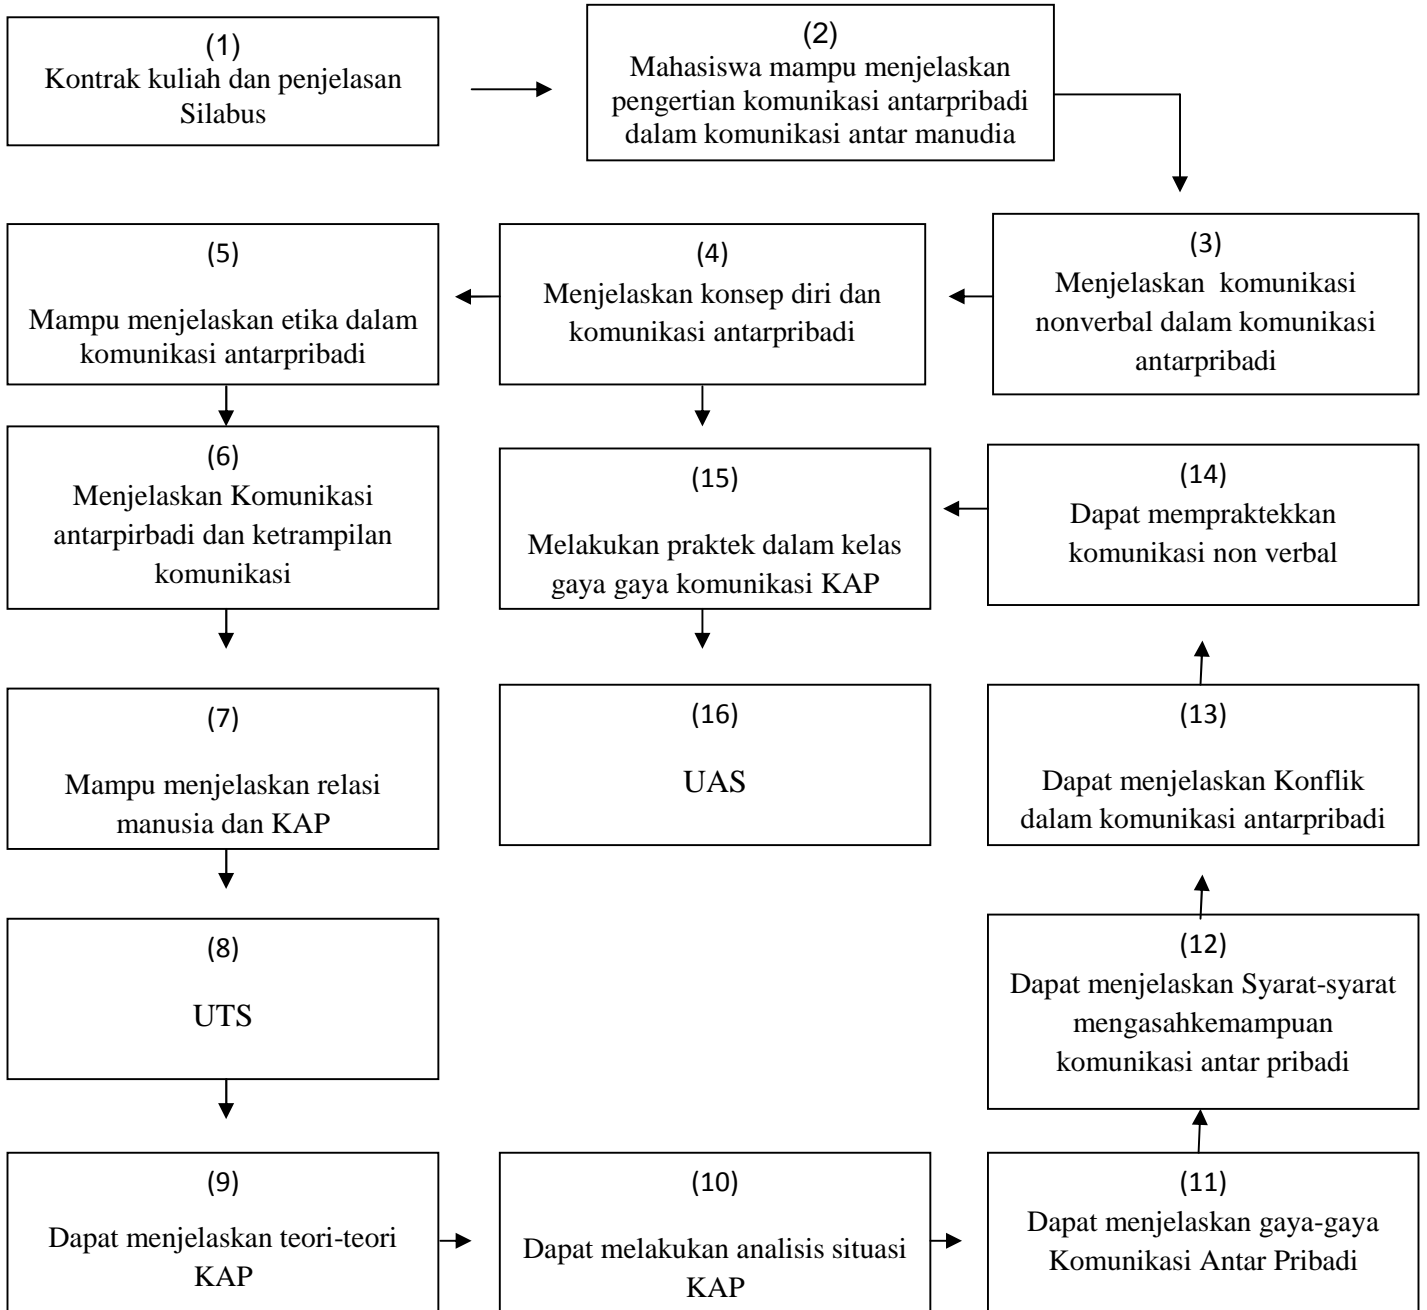 (1)
Kontrak kuliah dan penjelasan
Silabus
(2)
Mahasiswa mampu menjelaskan
pengertian komunikasi antarpribadi
dalam komunikasi antar manudia
(3)
Menjelaskan komunikasi
nonverbal dalam komunikasi
antarpribadi
(4)
Menjelaskan konsep diri dan
komunikasi antarpribadi
(5)
Mampu menjelaskan etika dalam
komunikasi antarpribadi
(6)
Menjelaskan Komunikasi
antarpirbadi dan ketrampilan
komunikasi
(7)
Mampu menjelaskan relasi
manusia dan KAP
(8)
UTS
(9)
Dapat menjelaskan teori-teori
KAP
(10)
Dapat melakukan analisis situasi
KAP
(11)
Dapat menjelaskan gaya-gaya
Komunikasi Antar Pribadi
(12)
Dapat menjelaskan Syarat-syarat
mengasahkemampuan
komunikasi antar pribadi
(13)
Dapat menjelaskan Konflik
dalam komunikasi antarpribadi
(14)
Dapat mempraktekkan
komunikasi non verbal
(15)
Melakukan praktek dalam kelas
gaya gaya komunikasi KAP
(16)
UAS